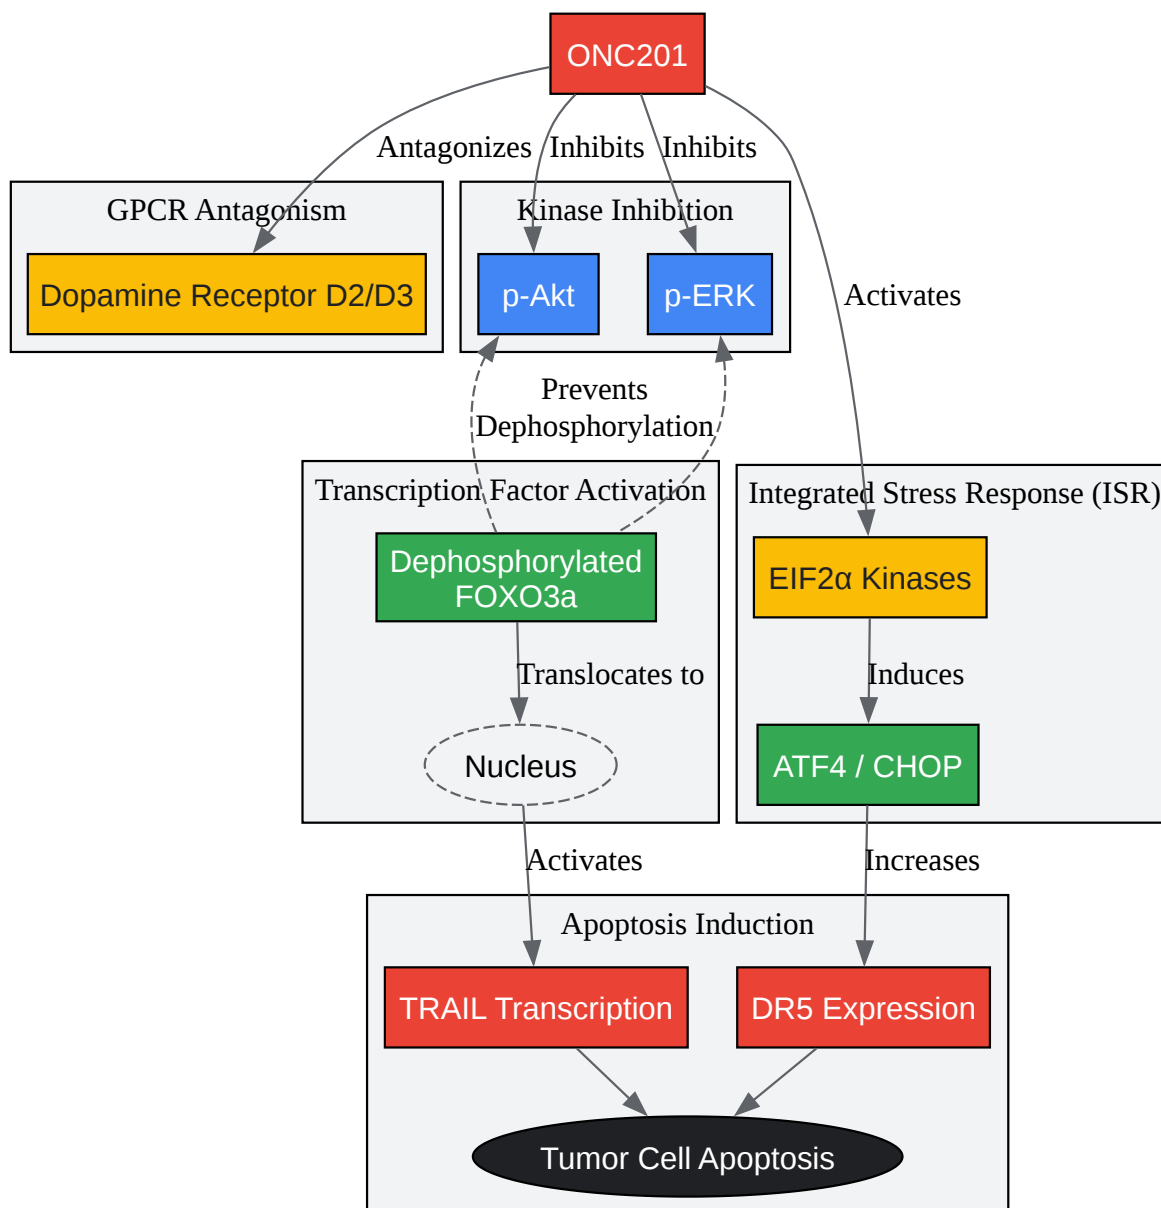 ONC201
Antagonizes
Inhibits
Inhibits
GPCR Antagonism
Kinase Inhibition
Dopamine Receptor D2/D3
p-Akt
p-ERK
Activates
Prevents
Dephosphorylation
Transcription Factor Activation
Integrated Stress Response (ISR)
Dephosphorylated
FOXO3a
EIF2α Kinases
Translocates to
Induces
Nucleus
ATF4 / CHOP
Activates
Increases
Apoptosis Induction
TRAIL Transcription
DR5 Expression
Tumor Cell Apoptosis